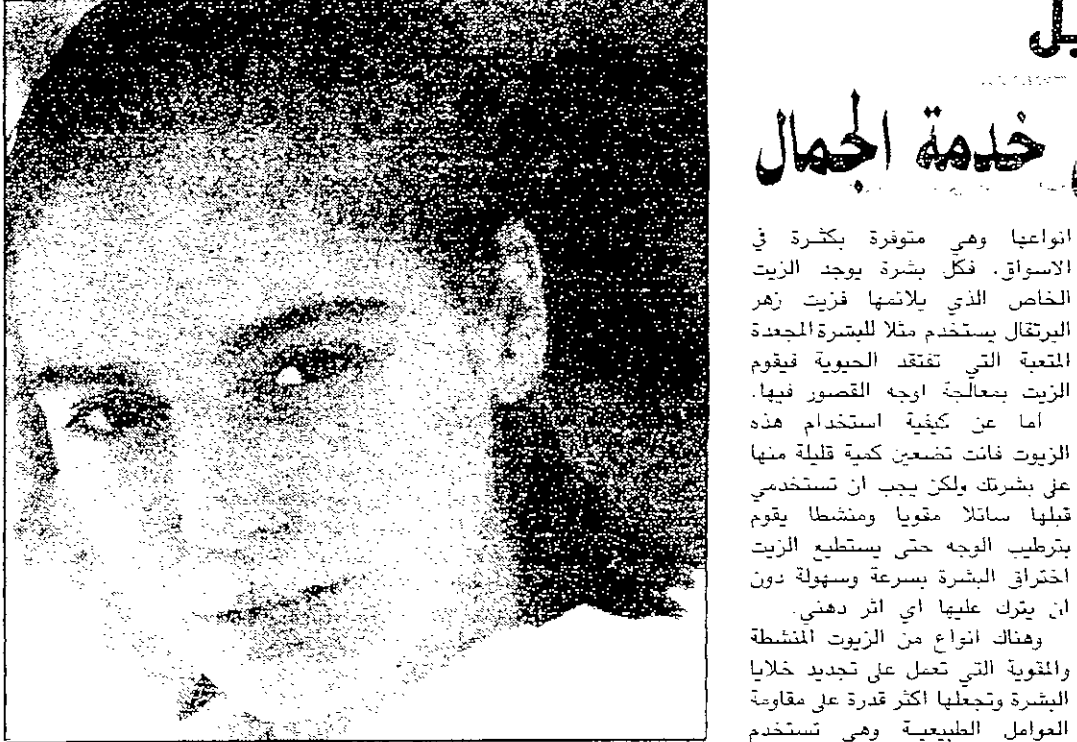 خدمة الجمال
انواعها وهي متوفرة بكثرة في
الاسواق. فكل بشرة يوجد الزيت
الخاص الذي يلائمها فزيت زهر
البرتقال يستخدم مثلا للبشرة المجعدة
المتعبة التي تفتقد الحيوية فيقوم
الزيت بمعالجة اوجه القصور فيها.
أما عن كيفية استخدام هذه
الزيوت فانت تضعين كمية قليلة منها
على بشرتك ولكن يجب ان تستخدمي
قبلها سائلا مقويا ومنشطا يقوم
بترطيب الوجه حتى يستطيع الزيت
اختراق البشرة بسرعة وسهولة دون
ان يترك عليها اي اثر دهني.
وهناك انواع من الزيوت المنشطة
والمقوية التي تعمل على تجديد خلايا
البشرة وتجعلها اكثر قدرة على مقاومة
العوامل الطبيعية وهي تستخدم